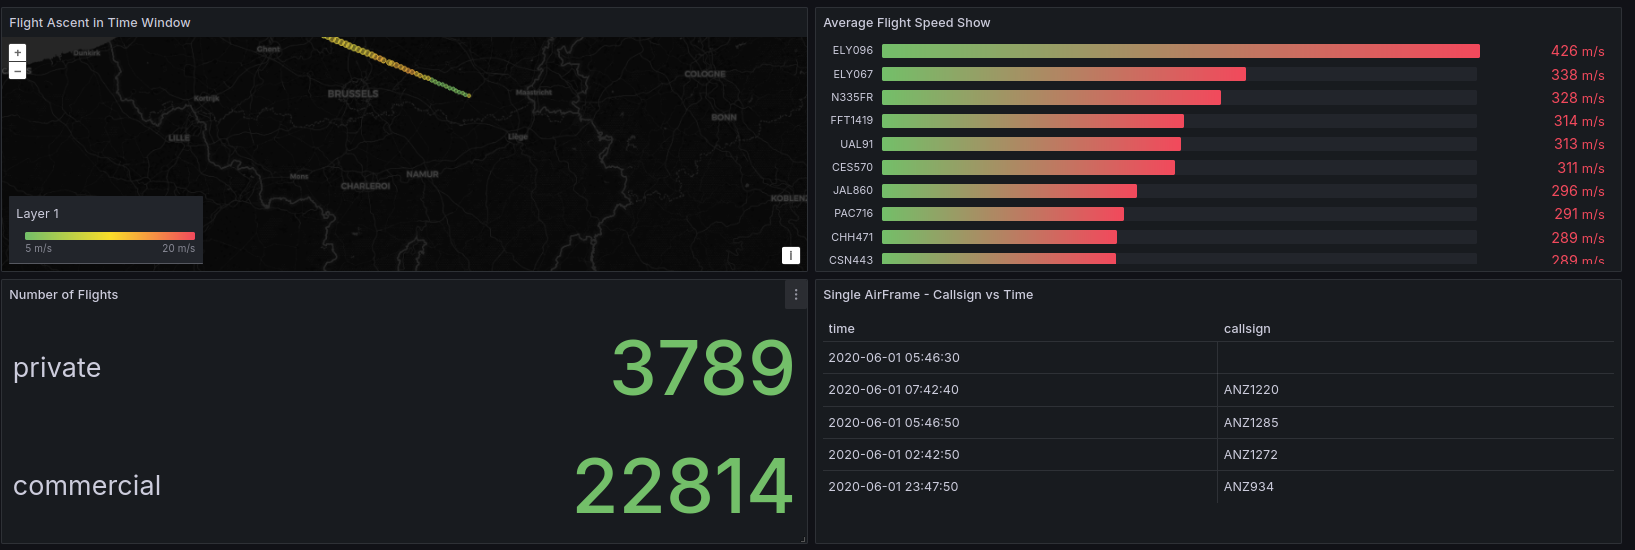 Flight Ascent in Time Window
+
−
Dunkirk
Ghent
COLOGNE
BRUSSELS
Maastricht
Kortrijk
BONN
LILLE
Liège
Mons
NAMUR
CHARLEROI
KOBLENZ
Layer 1
5 m/s 20 m/s
i
Average Flight Speed Show
ELY096 426 m/s
ELY067 338 m/s
N335FR 328 m/s
FFT1419 314 m/s
UAL91 313 m/s
CES570 311 m/s
JAL860 296 m/s
PAC716 291 m/s
CHH471 289 m/s
CSN443 289 m/s
Number of Flights
private 3789
commercial 22814
Single AirFrame - Callsign vs Time
time callsign
2020-06-01 05:46:30
2020-06-01 07:42:40 ANZ1220
2020-06-01 05:46:50 ANZ1285
2020-06-01 02:42:50 ANZ1272
2020-06-01 23:47:50 ANZ934